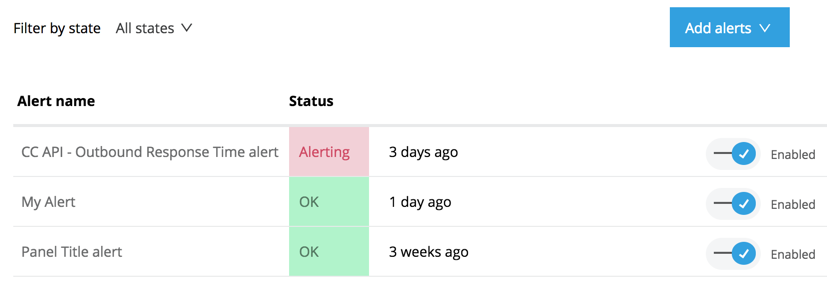 Filter by state All states Add alerts
Alert name Status
CC API - Outbound Response Time alert Alerting 3 days ago Enabled
My Alert OK 1 day ago Enabled
Panel Title alert OK 3 weeks ago Enabled